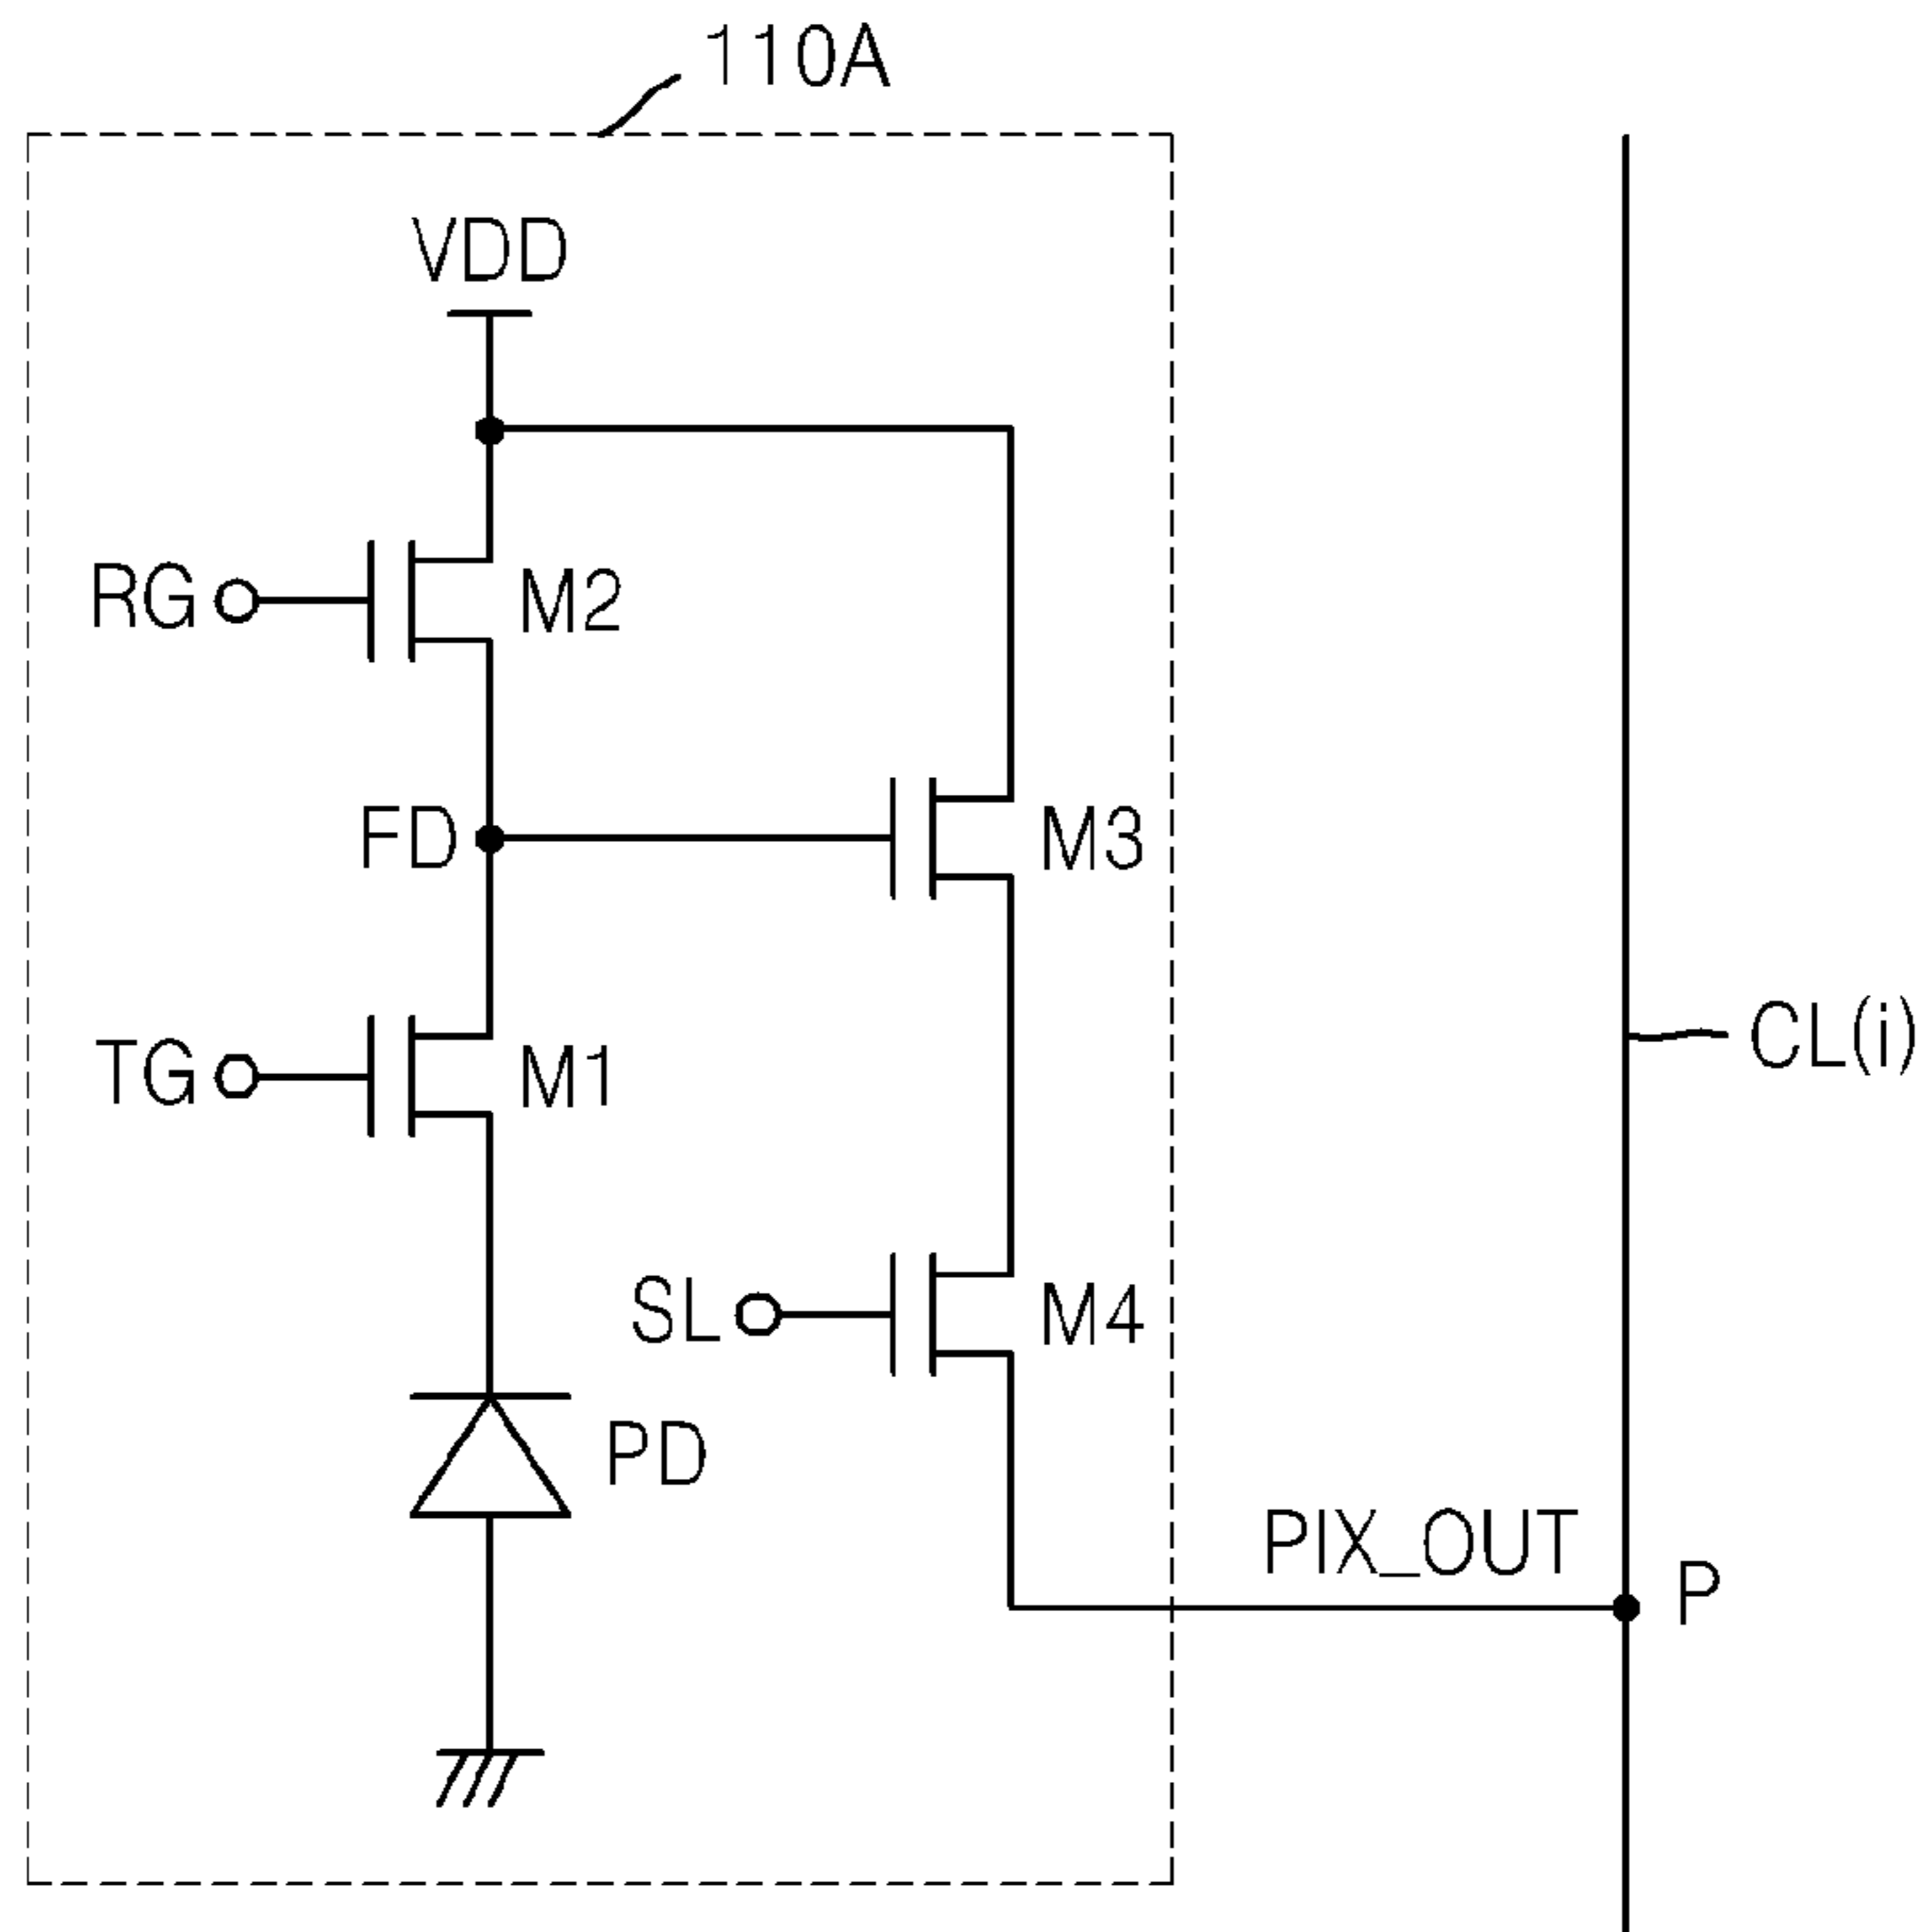 110A
VDD
RG
M2
FD
M3
TG
M1
CL(i)
SL
M4
PD
PIX_OUT
P